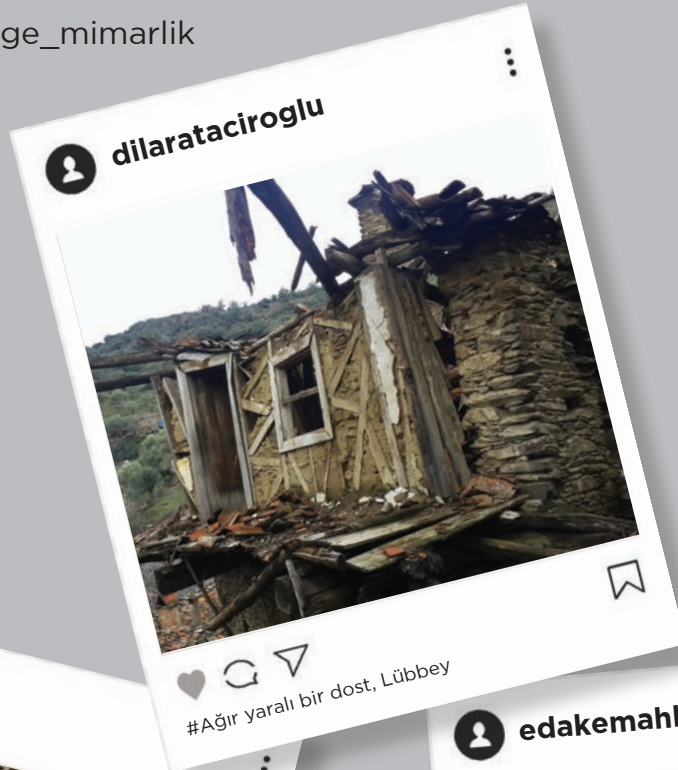 ge_mimarlik
dilarataciroglu
#Ağır yaralı bir dost, Lübbey
edakemahl